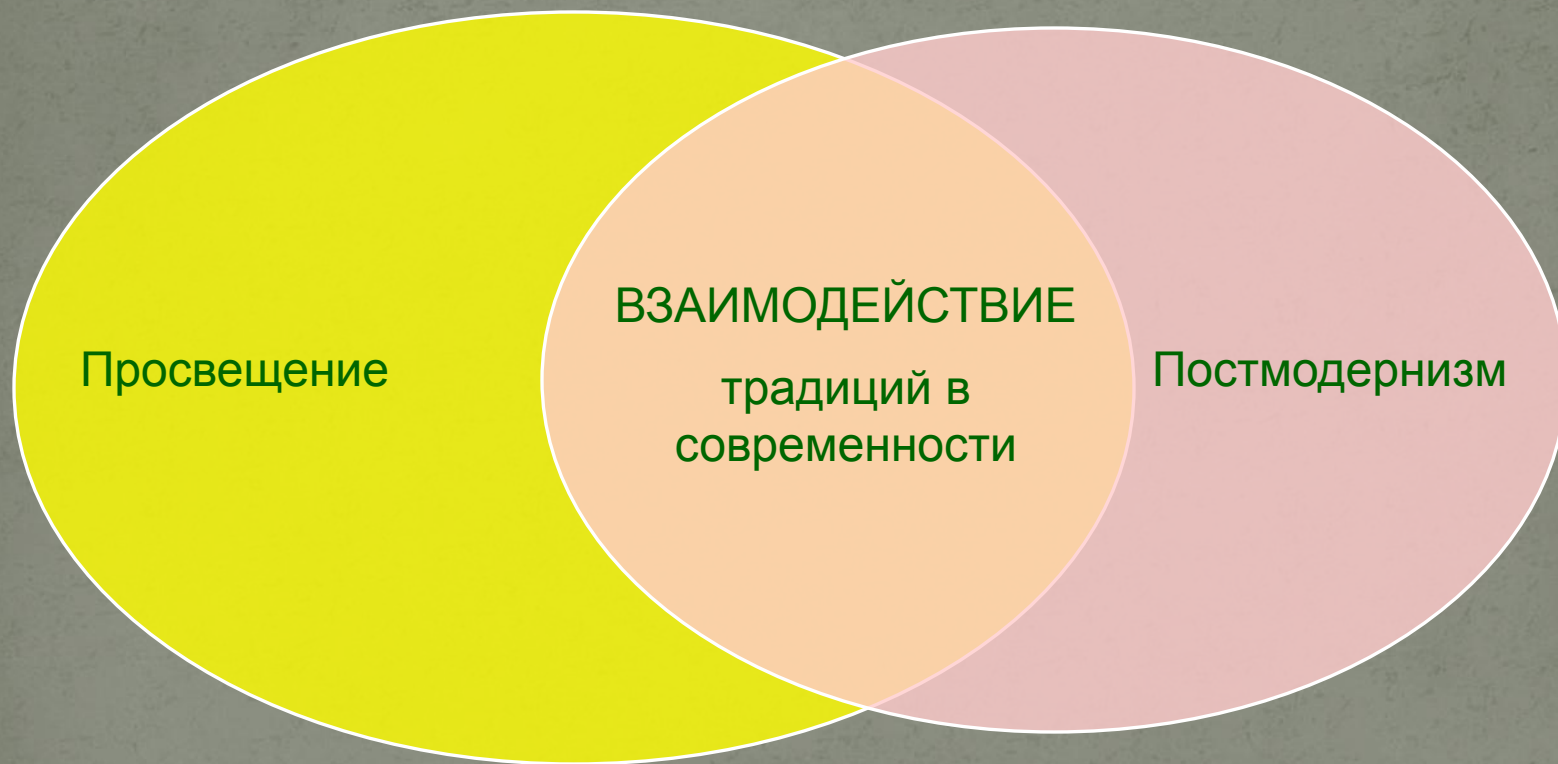 Просвещение
ВЗАИМОДЕЙСТВИЕ
традиций в
современности
Постмодернизм